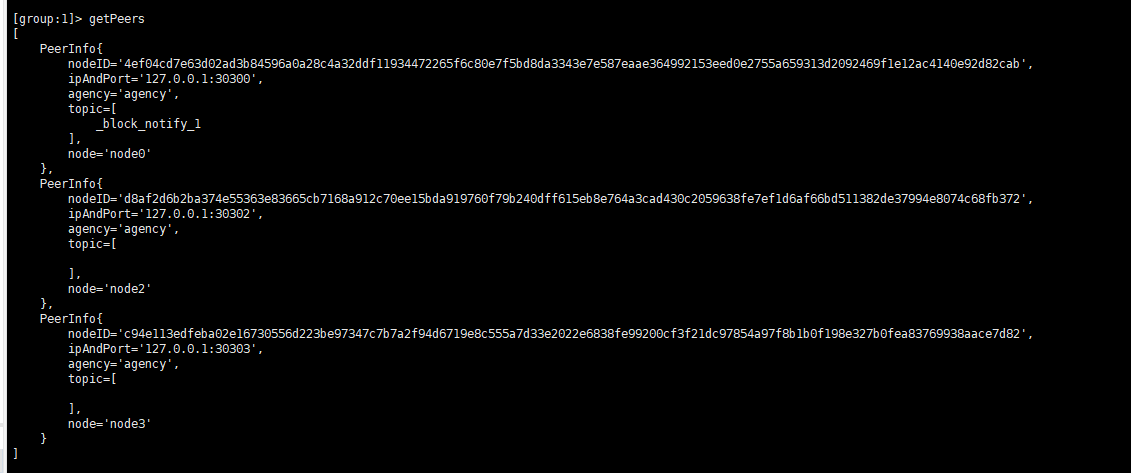 [group:1]> getPeers
[
    PeerInfo{
        nodeID='4ef04cd7e63d02ad3b84596a0a28c4a32ddf11934472265f6c80e7f5bd8da3343e7e587eaae364992153eed0e2755a659313d2092469f1e12ac4140e92d82cab',
        ipAndPort='127.0.0.1:30300',
        agency='agency',
        topic=[
            _block_notify_1
        ],
        node='node0'
    },
    PeerInfo{
        nodeID='d8af2d6b2ba374e55363e83665cb7168a912c70ee15bda919760f79b240dff615eb8e764a3cad430c2059638fe7ef1d6af66bd511382de37994e8074c68fb372',
        ipAndPort='127.0.0.1:30302',
        agency='agency',
        topic=[
        ],
        node='node2'
    },
    PeerInfo{
        nodeID='c94e113edfeba02e16730556d223be97347c7b7a2f94d6719e8c555a7d33e2022e6838fe99200cf3f21dc97854a97f8b1b0f198e327b0fea83769938aace7d82',
        ipAndPort='127.0.0.1:30303',
        agency='agency',
        topic=[
        ],
        node='node3'
    }
]